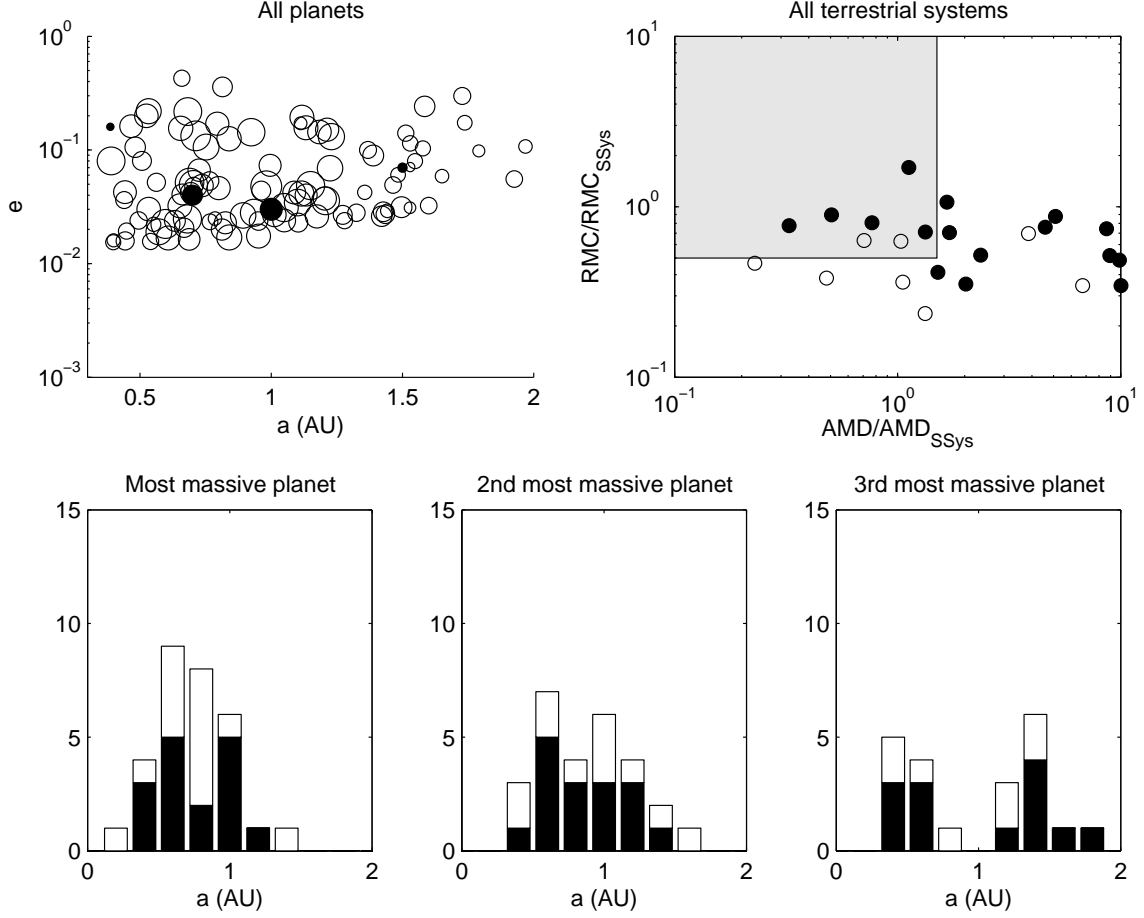 All planets
10^0
10^−1
10^−2
10^−3
e
0.5 1 1.5 2
a (AU)
All terrestrial systems
10^1
10^0
10^−1
RMC/RMC_SSys
10^−1 10^0 10^1
AMD/AMD_SSys
Most massive planet
15
10
5
0
0 1 2
a (AU)
2nd most massive planet
15
10
5
0
0 1 2
a (AU)
3rd most massive planet
15
10
5
0
0 1 2
a (AU)